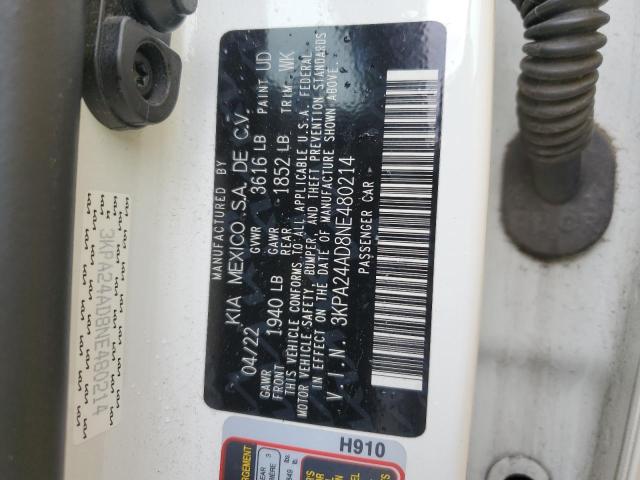 MANUFACTURED BY
KIA MEXICO S.A. DE C.V.
04/22 GVWR 3616 LB PAINT UD
GAWR FRONT 1940 LB GAWR REAR 1852 LB TRIM WK
THIS VEHICLE CONFORMS TO ALL APPLICABLE U.S.A. FEDERAL
MOTOR VEHICLE SAFETY, BUMPER, AND THEFT PREVENTION STANDARDS
IN EFFECT ON THE DATE OF MANUFACTURE SHOWN ABOVE.
V.I.N. 3KPA24AD8NE480214
PASSENGER CAR
3KPA24AD8NE480214
H910